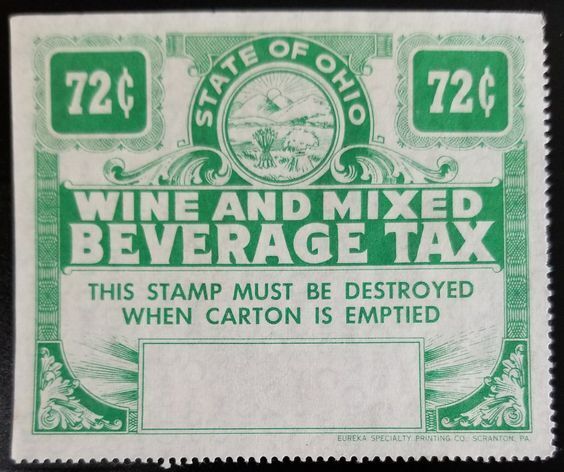 72¢
STATE OF OHIO
72¢
WINE AND MIXED
BEVERAGE TAX
THIS STAMP MUST BE DESTROYED
WHEN CARTON IS EMPTIED
EUREKA SPECIALTY PRINTING CO., SCRANTON, PA.